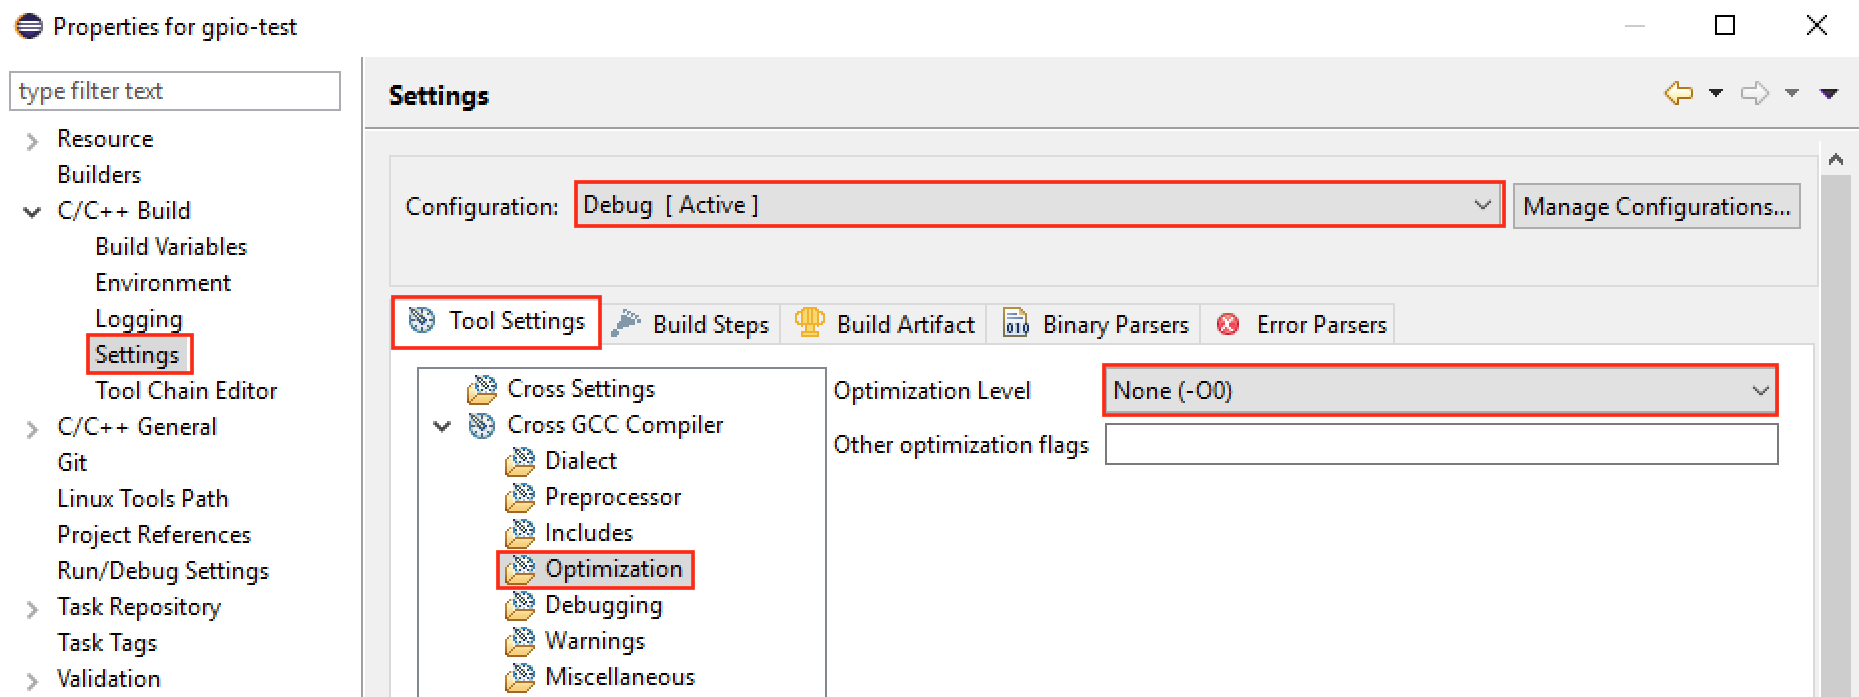 Properties for gpio-test
type filter text
Resource
Builders
C/C++ Build
Build Variables
Environment
Logging
Settings
Tool Chain Editor
C/C++ General
Git
Linux Tools Path
Project References
Run/Debug Settings
Task Repository
Task Tags
Validation
Settings
Configuration: Debug [ Active ] Manage Configurations...
Tool Settings Build Steps Build Artifact 010 Binary Parsers Error Parsers
Cross Settings
Cross GCC Compiler
Dialect
Preprocessor
Includes
Optimization
Debugging
Warnings
Miscellaneous
Optimization Level None (-O0)
Other optimization flags